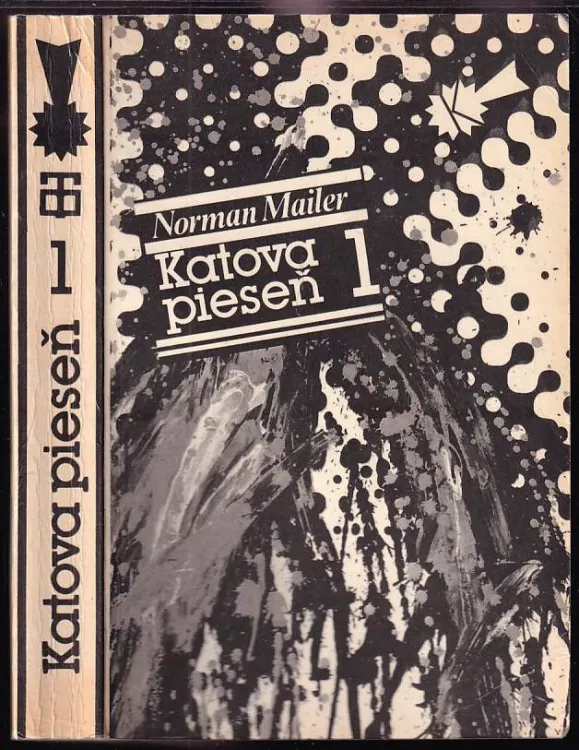 Norman Mailer
Katova
pieseň 1
Katova pieseň 1